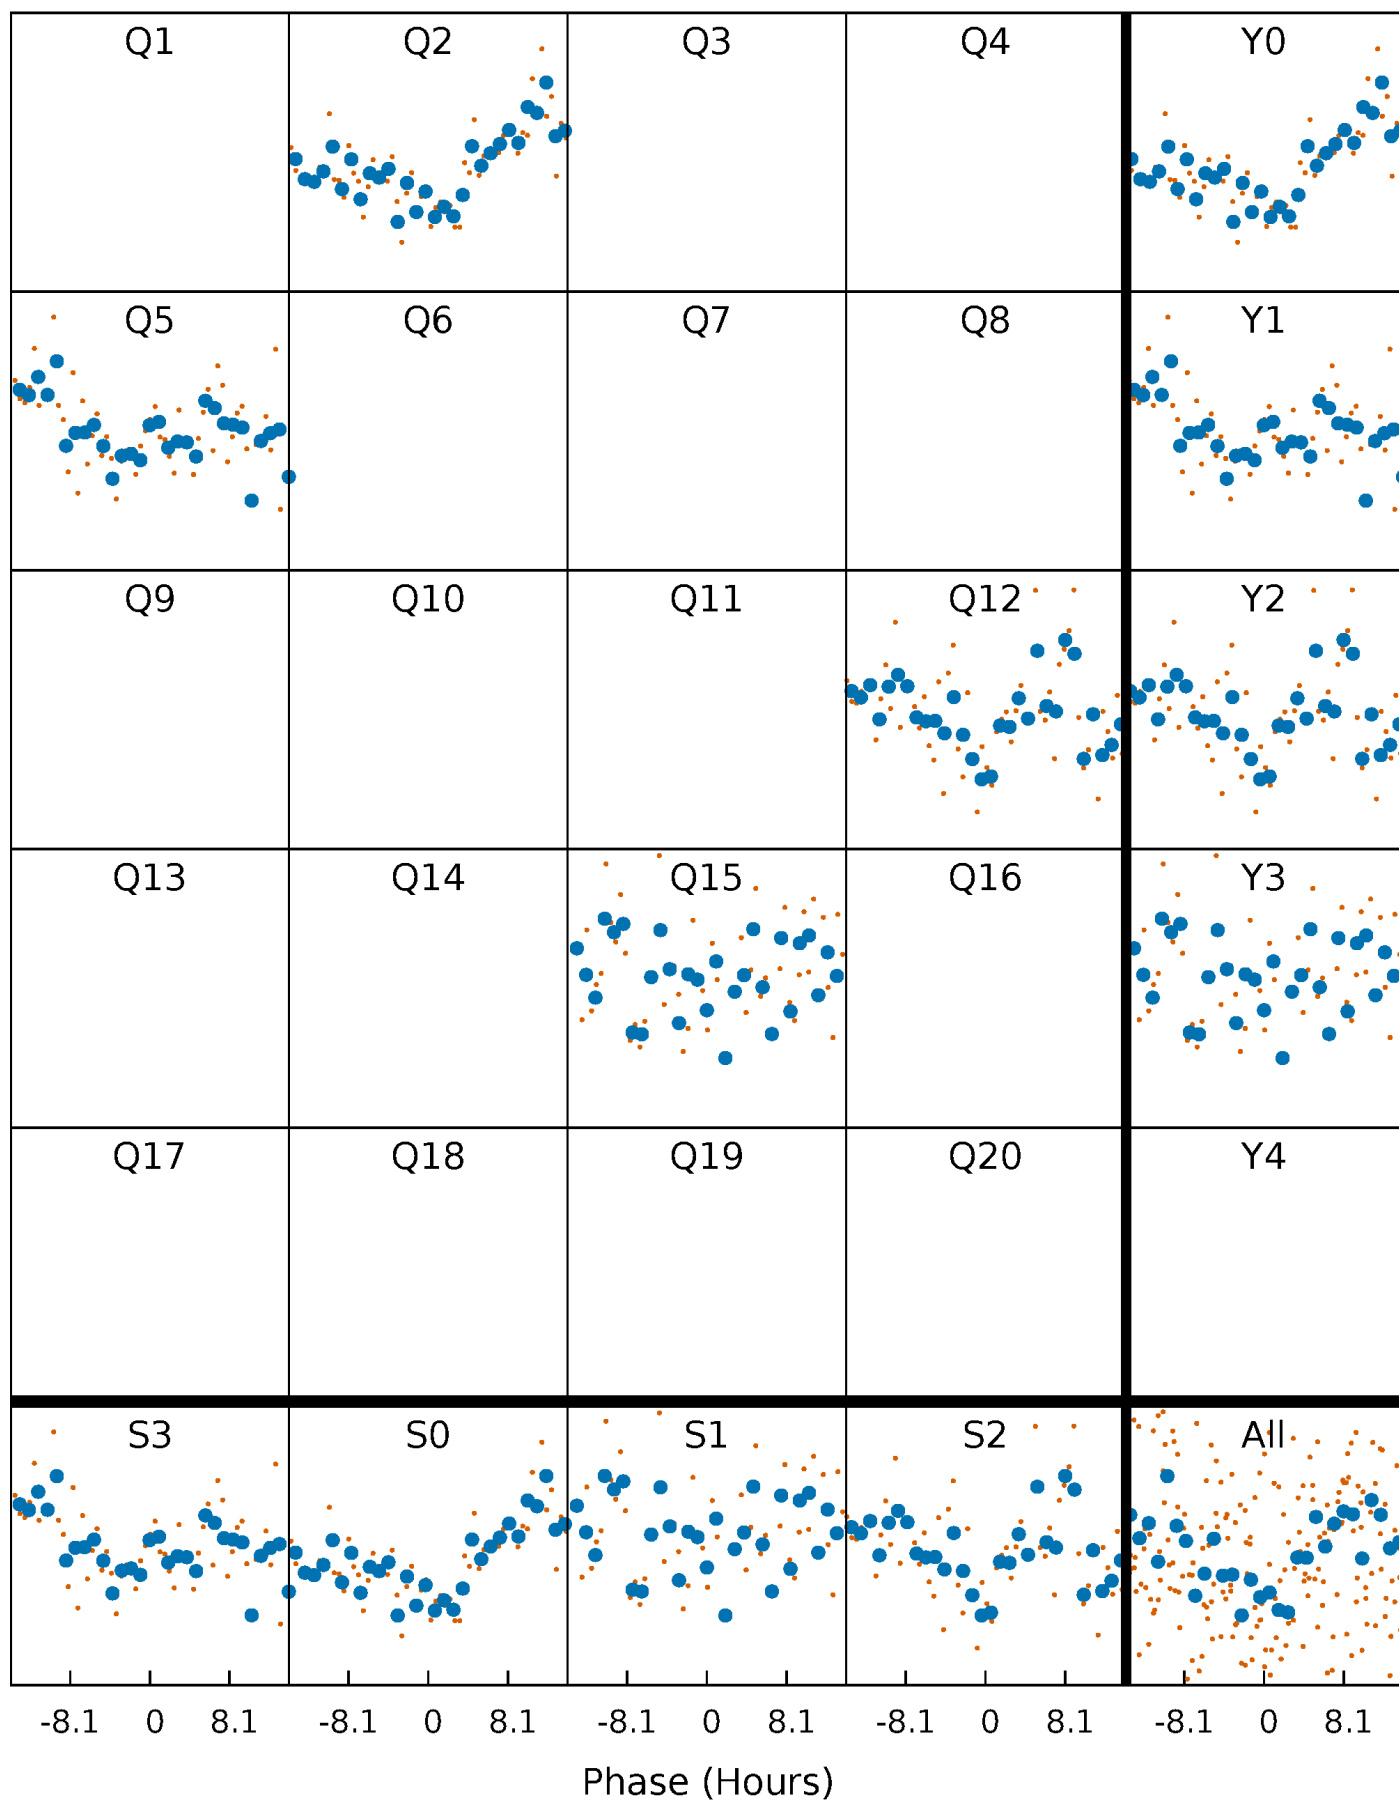 Q1 Q2 Q3 Q4 Y0
Q5 Q6 Q7 Q8 Y1
Q9 Q10 Q11 Q12 Y2
Q13 Q14 Q15 Q16 Y3
Q17 Q18 Q19 Q20 Y4
S3 S0 S1 S2 All
-8.1 0 8.1 -8.1 0 8.1 -8.1 0 8.1 -8.1 0 8.1 -8.1 0 8.1
Phase (Hours)